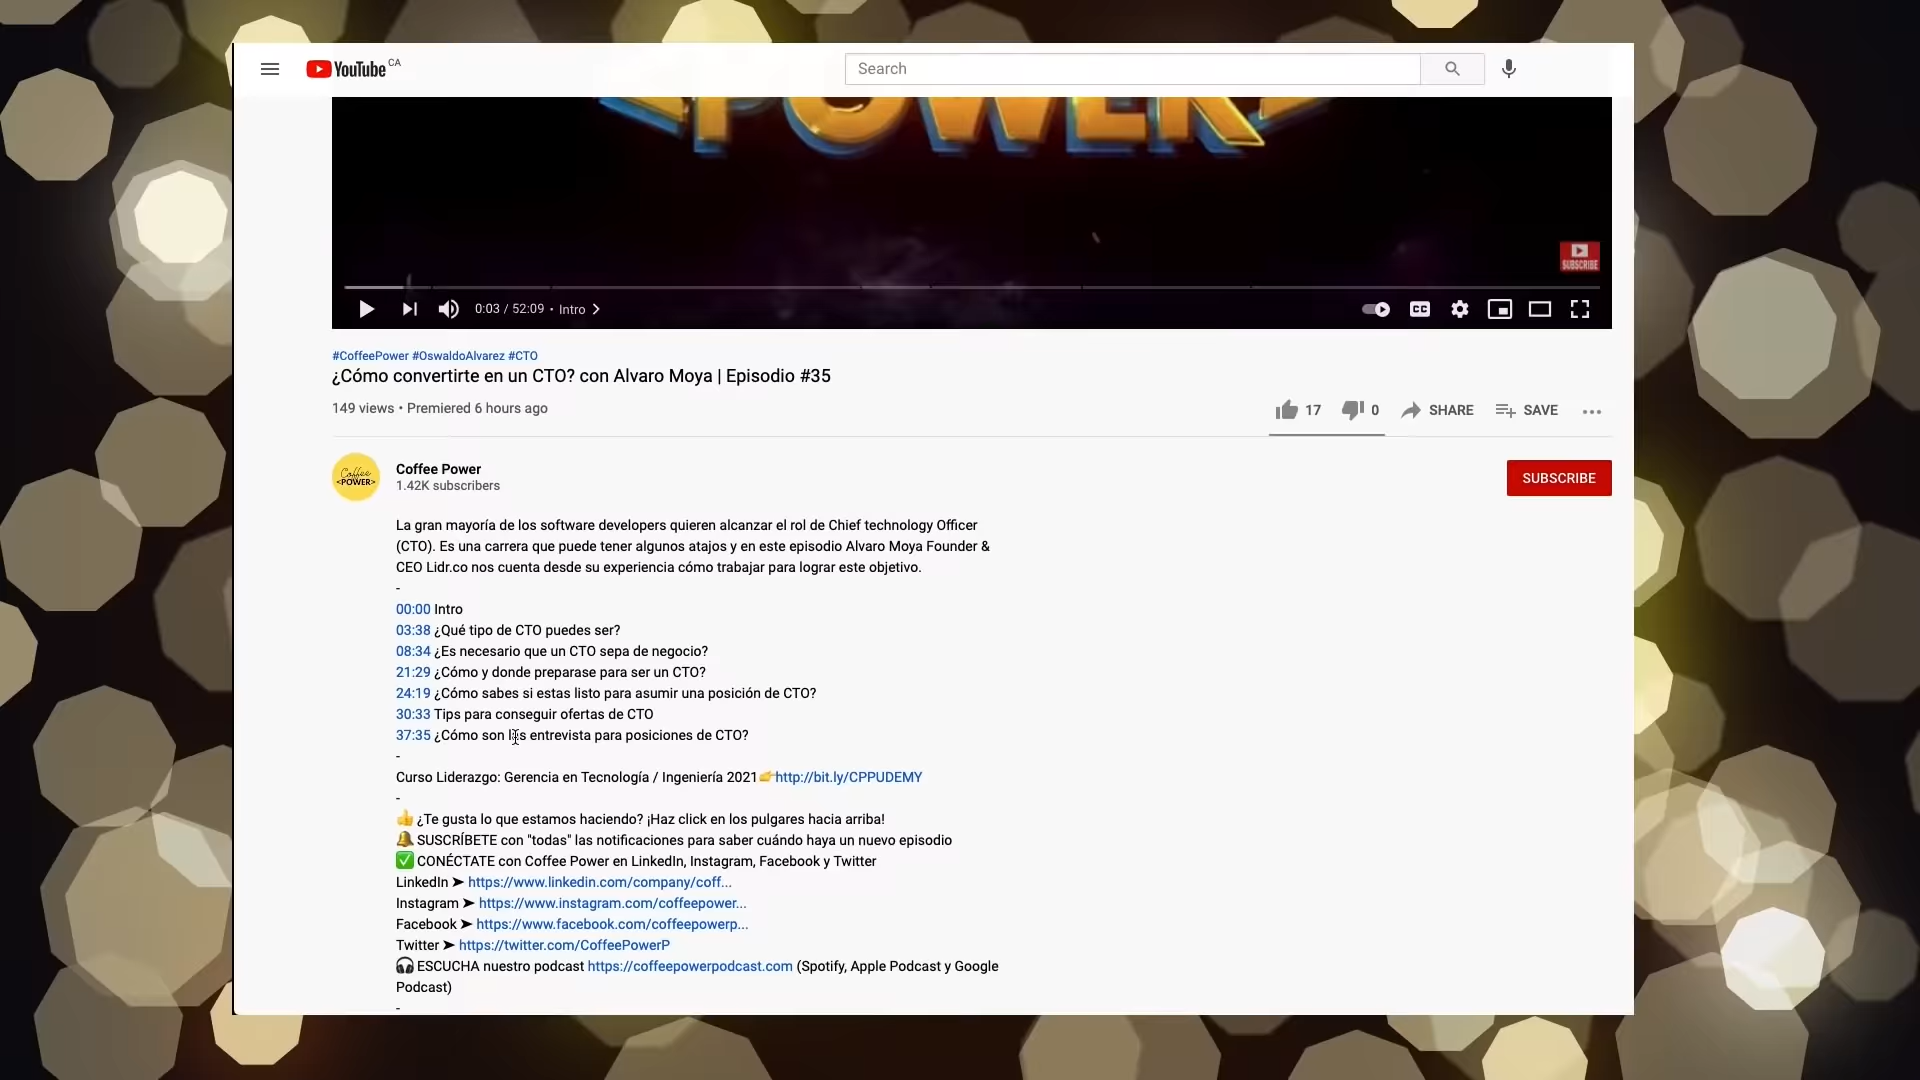 YouTube CA
Search
<POWER>
SUBSCRIBE
0:03 / 52:09 • Intro
CC
#CoffeePower #OswaldoAlvarez #CTO
¿Cómo convertirte en un CTO? con Alvaro Moya | Episodio #35
149 views • Premiered 6 hours ago
17 0 SHARE SAVE
Coffee <POWER>
Coffee Power
1.42K subscribers
SUBSCRIBE
La gran mayoría de los software developers quieren alcanzar el rol de Chief technology Officer
(CTO). Es una carrera que puede tener algunos atajos y en este episodio Alvaro Moya Founder &
CEO Lidr.co nos cuenta desde su experiencia cómo trabajar para lograr este objetivo.
-
00:00 Intro
03:38 ¿Qué tipo de CTO puedes ser?
08:34 ¿Es necesario que un CTO sepa de negocio?
21:29 ¿Cómo y donde preparase para ser un CTO?
24:19 ¿Cómo sabes si estas listo para asumir una posición de CTO?
30:33 Tips para conseguir ofertas de CTO
37:35 ¿Cómo son las entrevista para posiciones de CTO?
-
Curso Liderazgo: Gerencia en Tecnología / Ingeniería 2021👉http://bit.ly/CPPUDEMY
-
👍 ¿Te gusta lo que estamos haciendo? ¡Haz click en los pulgares hacia arriba!
🔔 SUSCRÍBETE con "todas" las notificaciones para saber cuándo haya un nuevo episodio
✅ CONÉCTATE con Coffee Power en LinkedIn, Instagram, Facebook y Twitter
LinkedIn ➤ https://www.linkedin.com/company/coff...
Instagram ➤ https://www.instagram.com/coffeepower...
Facebook ➤ https://www.facebook.com/coffeepowerp...
Twitter ➤ https://twitter.com/CoffeePowerP
🎧 ESCUCHA nuestro podcast https://coffeepowerpodcast.com (Spotify, Apple Podcast y Google
Podcast)
-